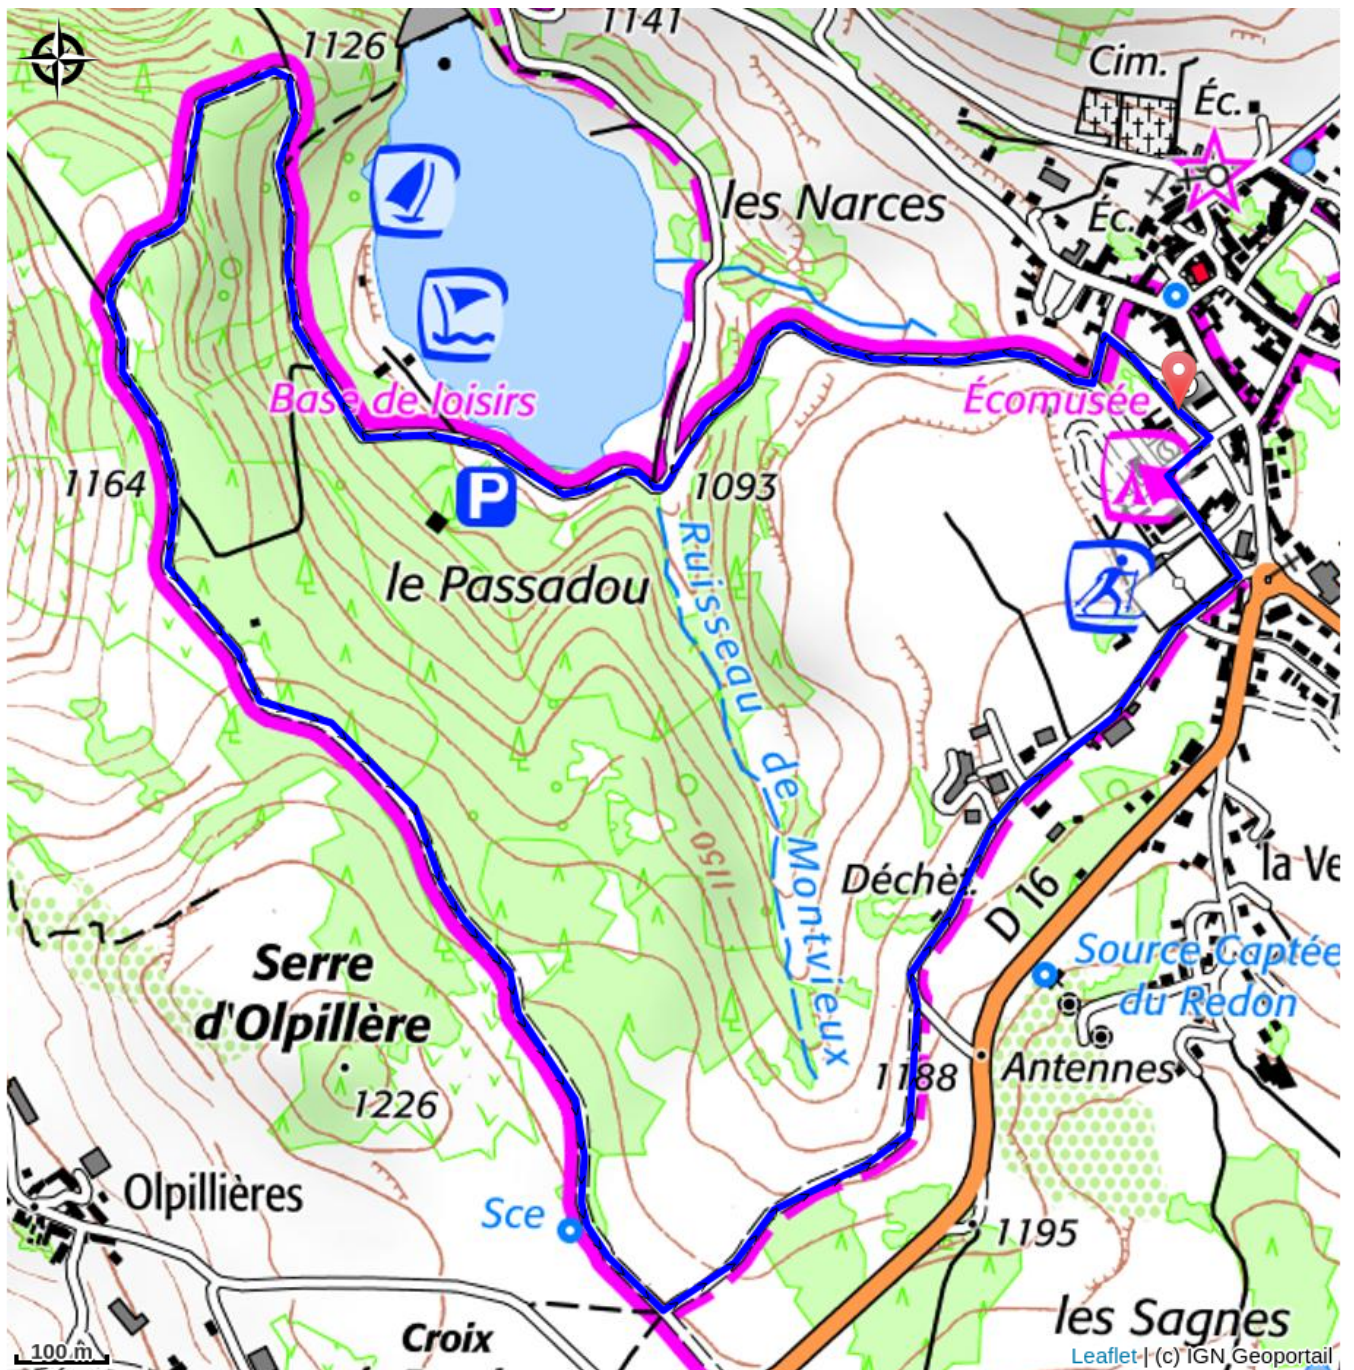 1141
1126
Cim.
Éc.
les Narces
Éc.
Base de loisirs
Écomusée
1164
P
1093
le Passadou
Ruisseau de Montvieux
1150
Déchèt.
D 16
la Ve
Serre
d'Olpillère
1226
Source Captée
du Redon
1188
Antennes
Olpillières
Sce
1195
les Sagnes
Croix
100 m
Leaflet | (c) IGN Geoportail